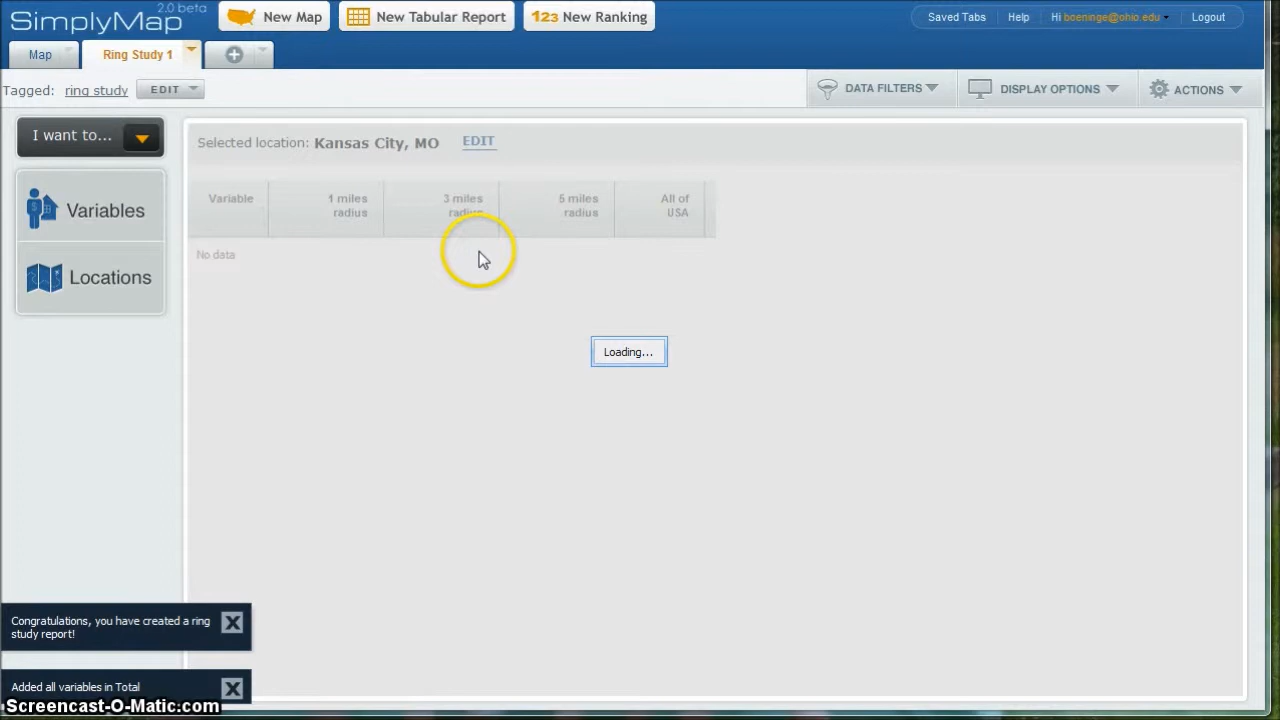 SimplyMap 2.0 beta
New Map
New Tabular Report
123 New Ranking
Saved Tabs
Help
Hi boeninge@ohio.edu
Logout
Map
Ring Study 1
Tagged: ring study
EDIT
DATA FILTERS
DISPLAY OPTIONS
ACTIONS
I want to...
Variables
Locations
Selected location: Kansas City, MO EDIT
Variable
1 miles
radius
3 miles
radius
5 miles
radius
All of
USA
No data
Loading...
Congratulations, you have created a ring
study report!
X
Added all variables in Total
X
Screencast-O-Matic.com